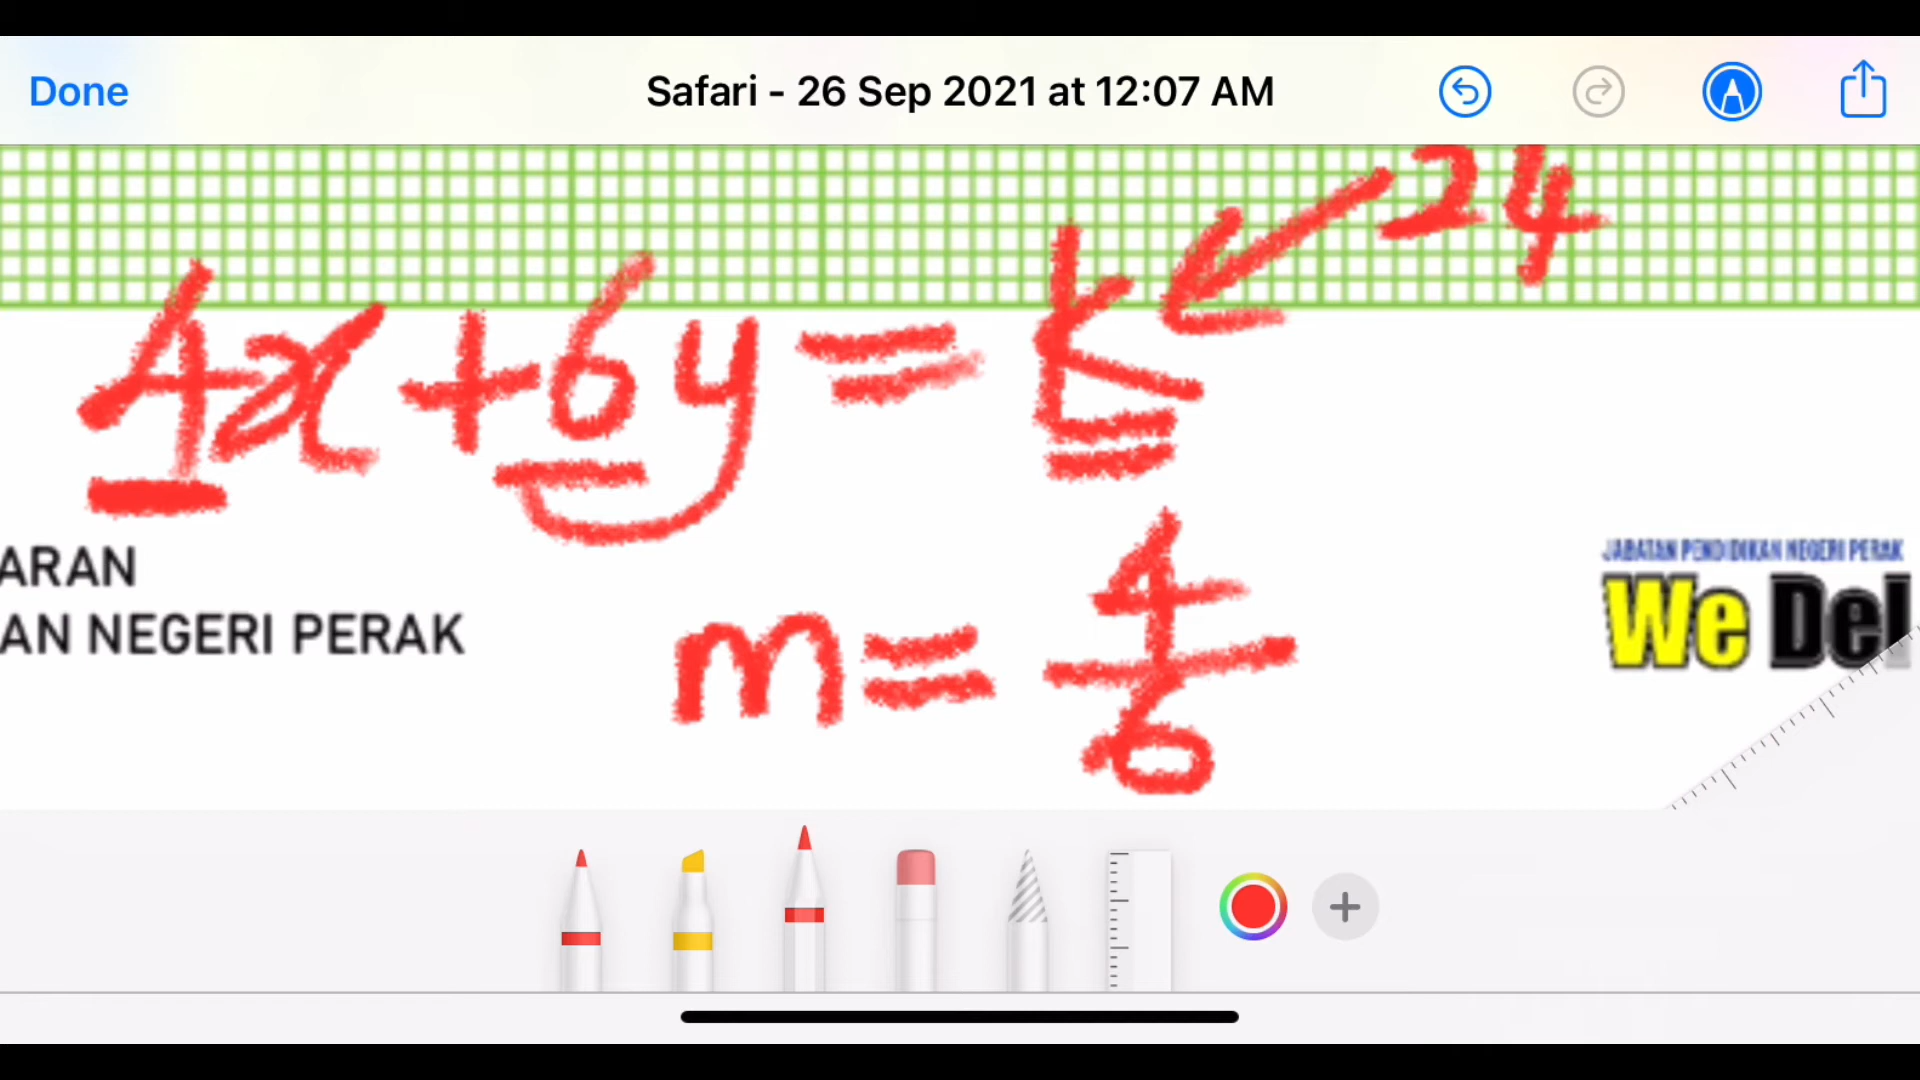 Done
Safari - 26 Sep 2021 at 12:07 AM
24
4x + 6y = k
ARAN
AN NEGERI PERAK
m = 4/6
JABATAN PENDIDIKAN NEGERI PERAK
We Del